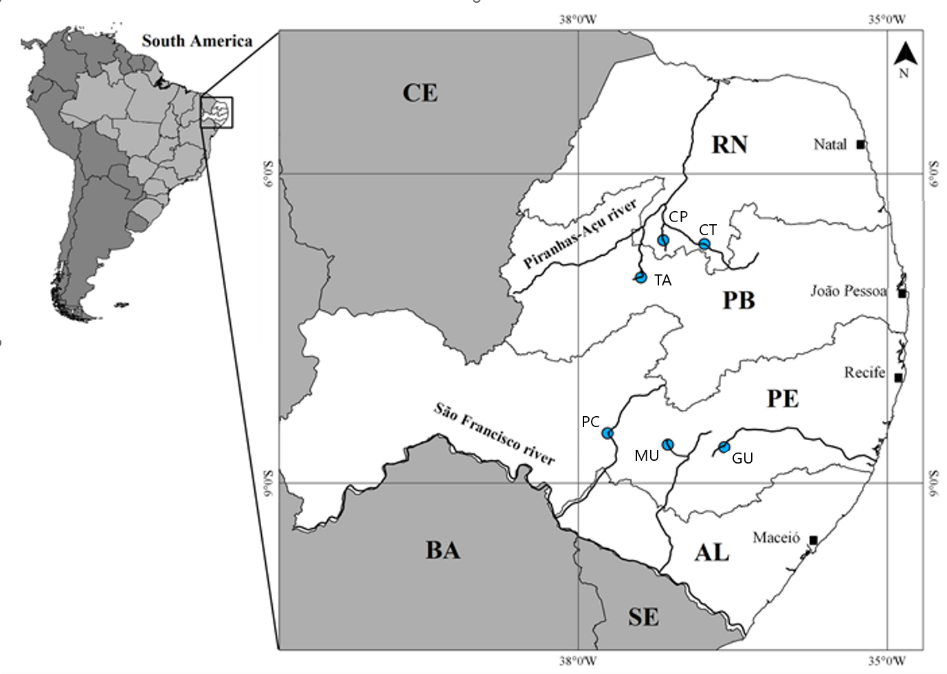 38°0'W
35°0'W
South America
N
CE
RN
Natal
6°0'S
6°0'S
Piranhas-Açu river
CP
CT
TA
PB
João Pessoa
Recife
PE
São Francisco river
PC
MU
GU
9°0'S
9°0'S
BA
AL
Maceió
SE
38°0'W
35°0'W